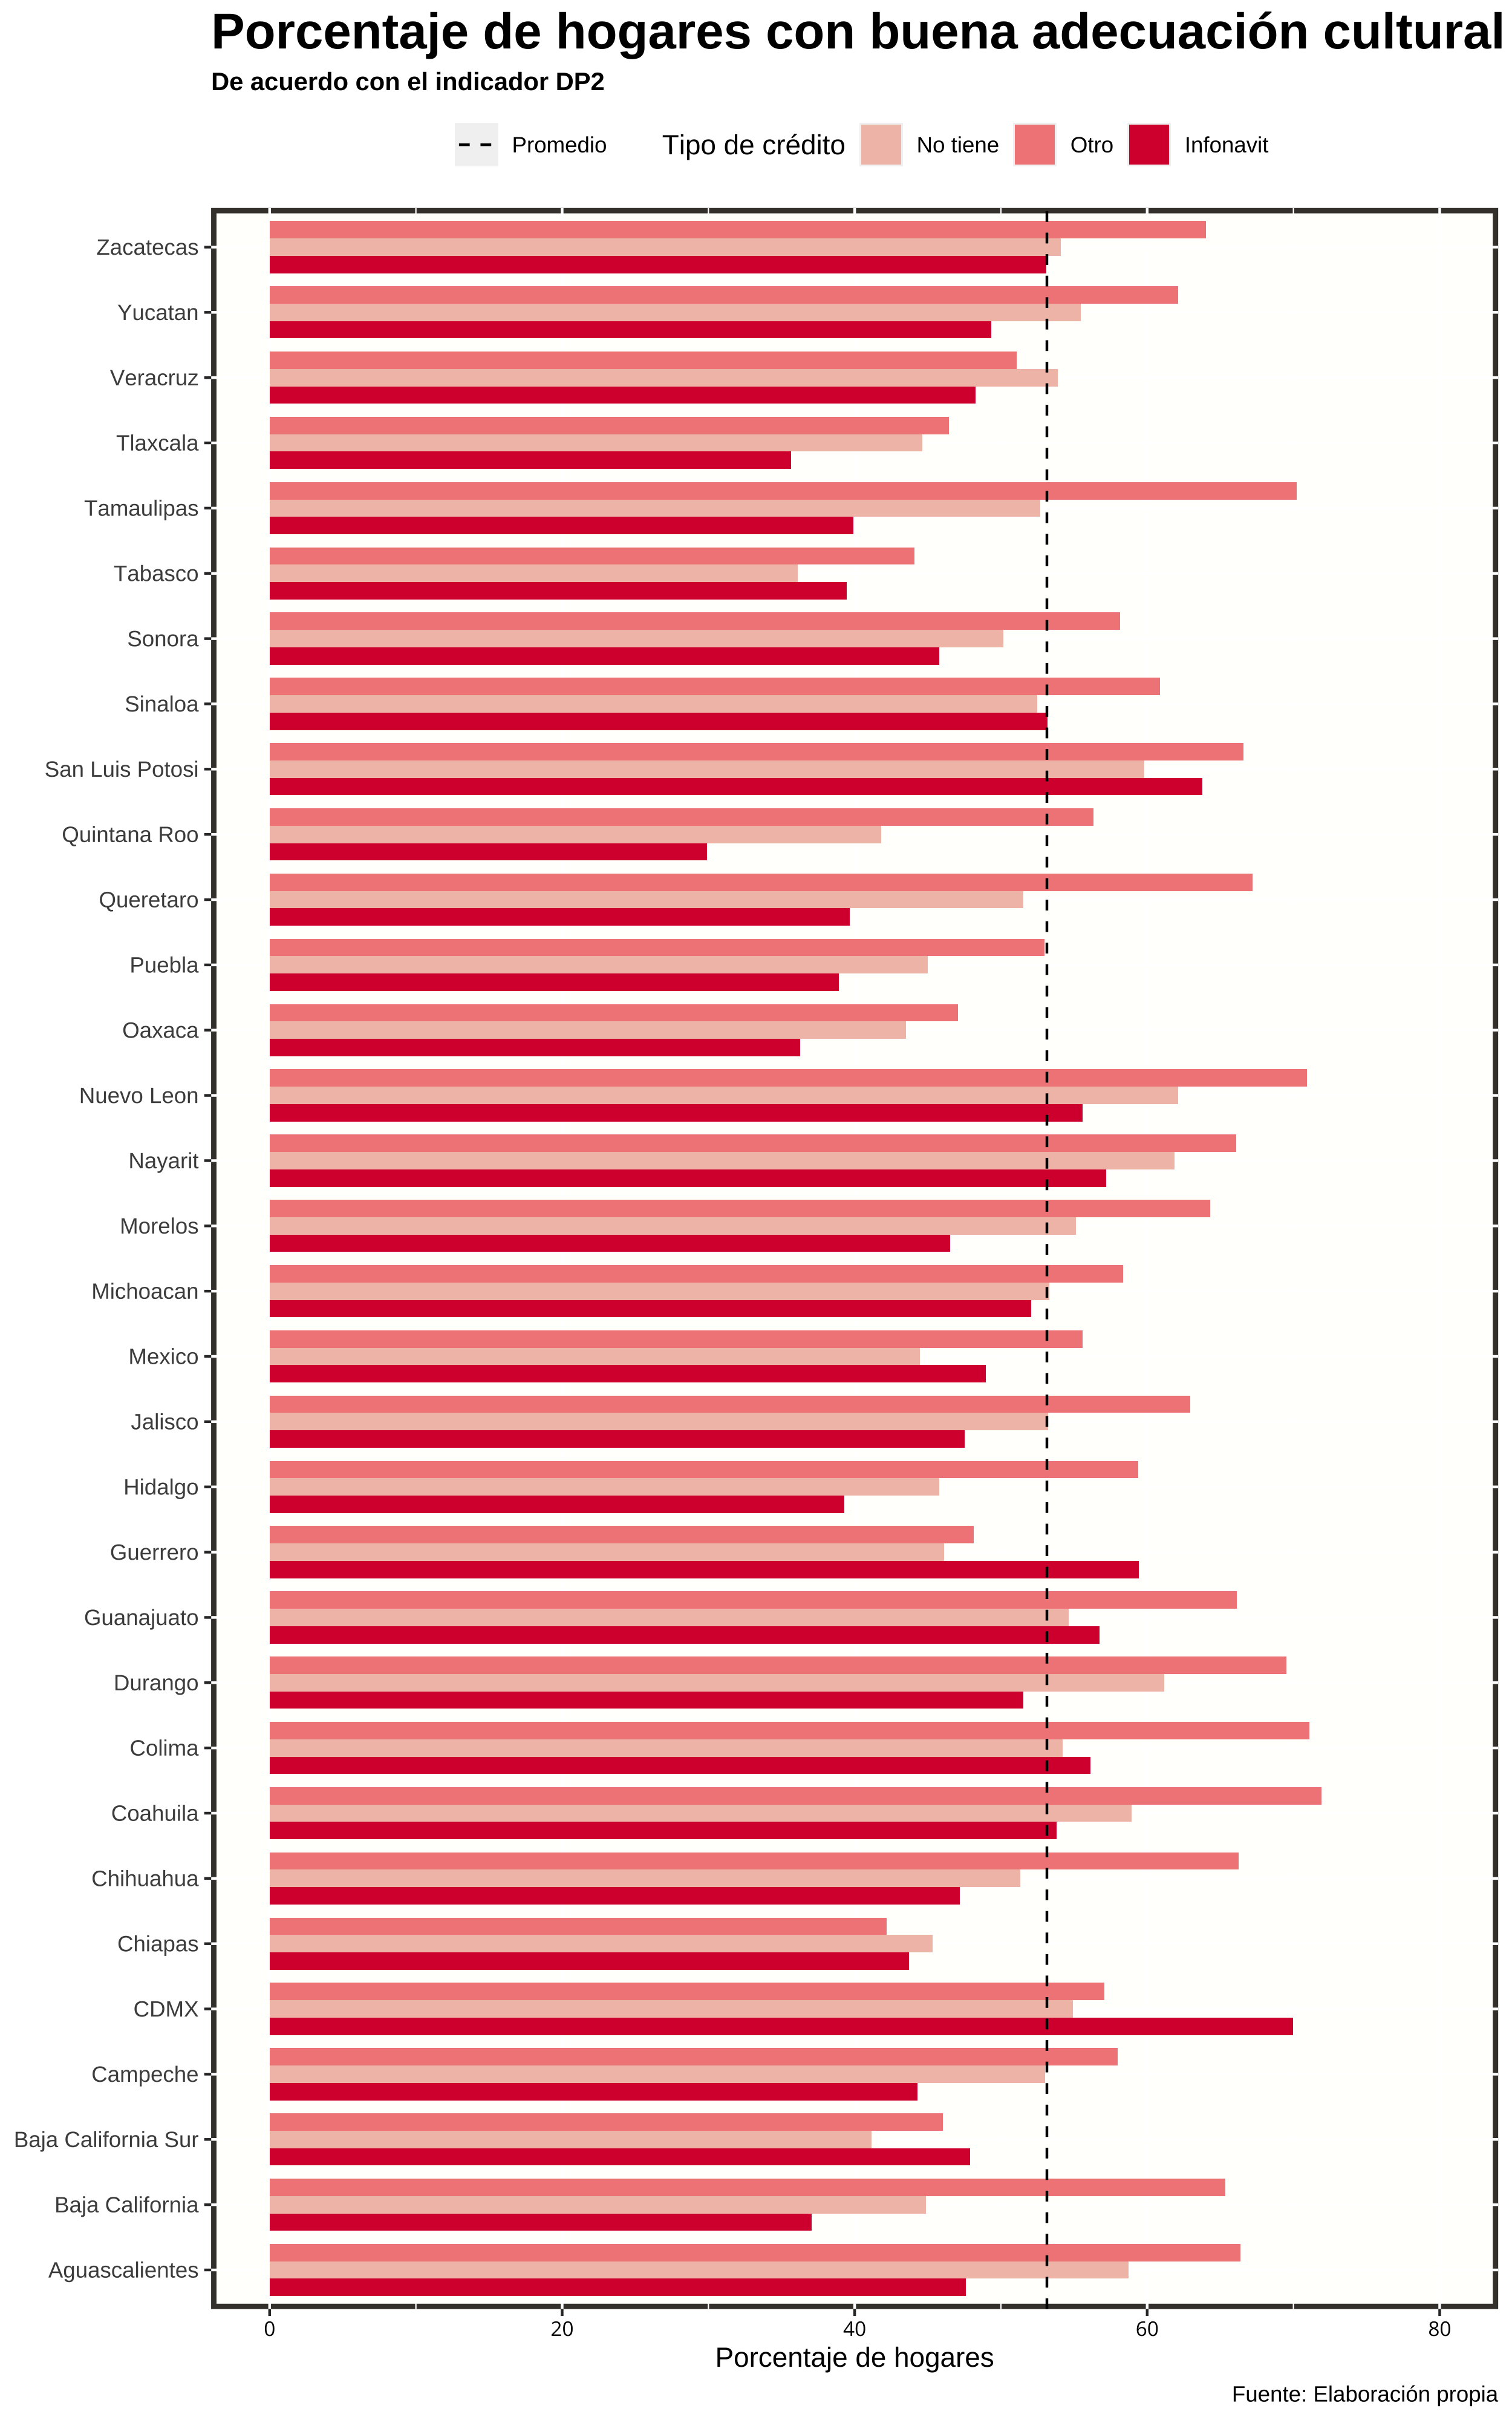 Porcentaje de hogares con buena adecuación cultural
De acuerdo con el indicador DP2
Promedio Tipo de crédito No tiene Otro Infonavit
Zacatecas
Yucatan
Veracruz
Tlaxcala
Tamaulipas
Tabasco
Sonora
Sinaloa
San Luis Potosi
Quintana Roo
Queretaro
Puebla
Oaxaca
Nuevo Leon
Nayarit
Morelos
Michoacan
Mexico
Jalisco
Hidalgo
Guerrero
Guanajuato
Durango
Colima
Coahuila
Chihuahua
Chiapas
CDMX
Campeche
Baja California Sur
Baja California
Aguascalientes
0 20 40 60 80
Porcentaje de hogares
Fuente: Elaboración propia